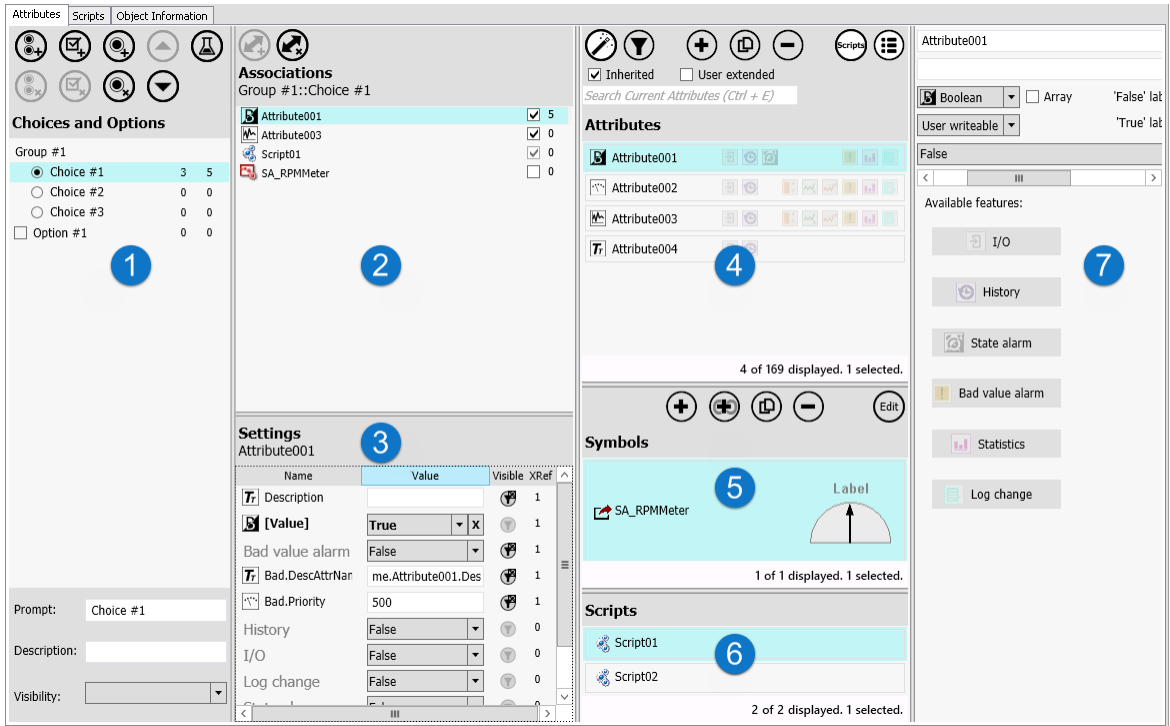 Attributes Scripts Object Information
Choices and Options
Group #1
Choice #1 3 5
Choice #2 0 0
Choice #3 0 0
Option #1 0 0
1
Prompt: Choice #1
Description:
Visibility:
Associations
Group #1::Choice #1
Attribute001 5
Attribute003 0
Script01 0
SA_RPMMeter 0
2
Settings
Attribute001
3
Name Value Visible XRef
Description 1
[Value] True X 1
Bad value alarm False 1
Bad.DescAttrNan me.Attribute001.Des 1
Bad.Priority 500 1
History False 0
I/O False 0
Log change False 0
Scripts
Inherited User extended
Search Current Attributes (Ctrl + E)
Attributes
Attribute001
Attribute002
Attribute003
Attribute004
4
4 of 169 displayed. 1 selected.
Edit
Symbols
5
SA_RPMMeter
Label
1 of 1 displayed. 1 selected.
Scripts
Script01
6
Script02
2 of 2 displayed. 1 selected.
Attribute001
Boolean Array 'False' lab
User writeable 'True' lab
False
Available features:
I/O
7
History
State alarm
Bad value alarm
Statistics
Log change